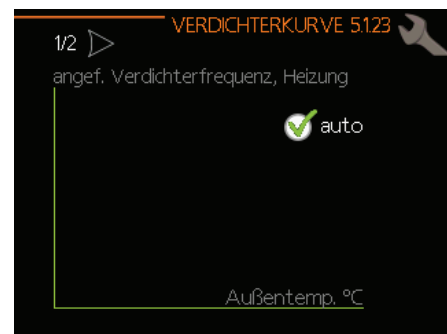 VERDICHTERKURVE 5.1.23
1/2
angef. Verdichterfrequenz, Heizung
auto
Außentemp. °C